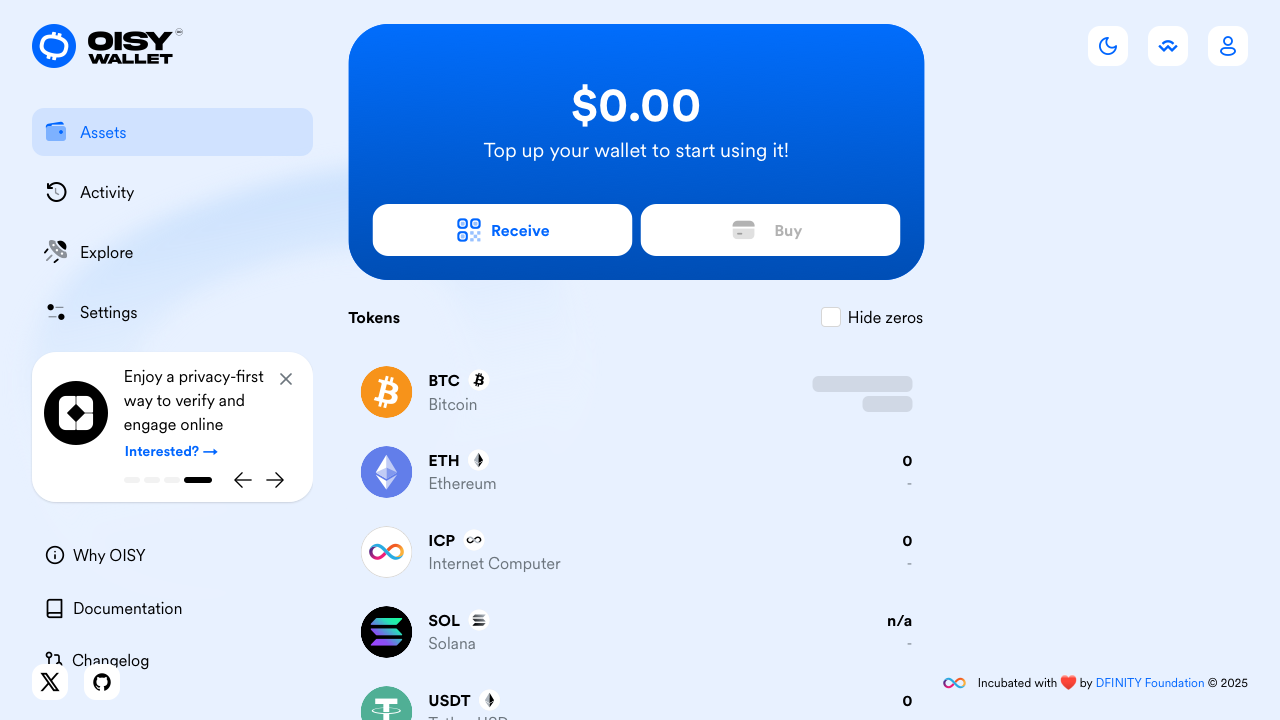 OISY
WALLET
Assets
Activity
Explore
Settings
Enjoy a privacy-first
way to verify and
engage online
Interested? →
Why OISY
Documentation
Changelog
$0.00
Top up your wallet to start using it!
Receive
Buy
Tokens
Hide zeros
BTC
Bitcoin
ETH
0
Ethereum
-
ICP
0
Internet Computer
-
SOL
n/a
Solana
-
USDT
0
Tether USD
Incubated with ❤️ by DFINITY Foundation © 2025